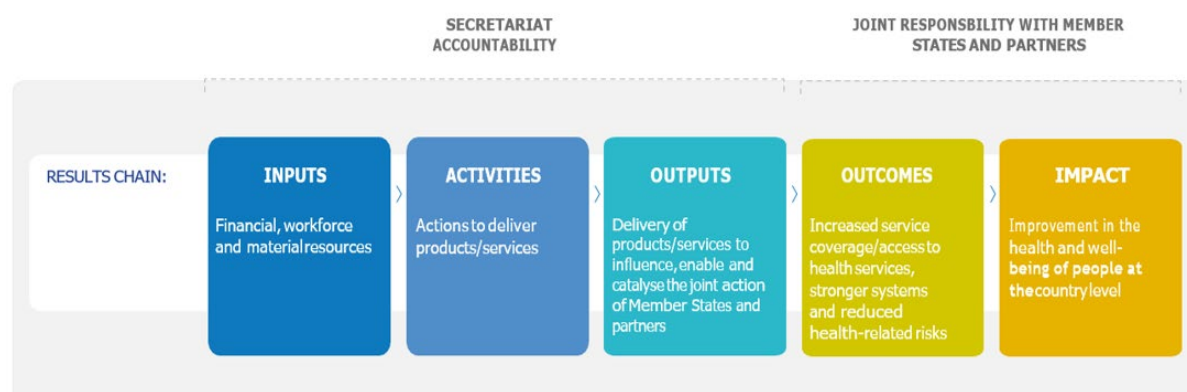 SECRETARIAT
ACCOUNTABILITY
JOINT RESPONSBILITY WITH MEMBER
STATES AND PARTNERS
RESULTS CHAIN:
INPUTS
Financial, workforce
and material resources
ACTIVITIES
Actions to deliver
products/services
OUTPUTS
Delivery of
products/services to
influence, enable and
catalyse the joint action
of Member States and
partners
OUTCOMES
Increased service
coverage/access to
health services,
stronger systems
and reduced
health-related risks
IMPACT
Improvement in the
health and well-
being of people at
the country level